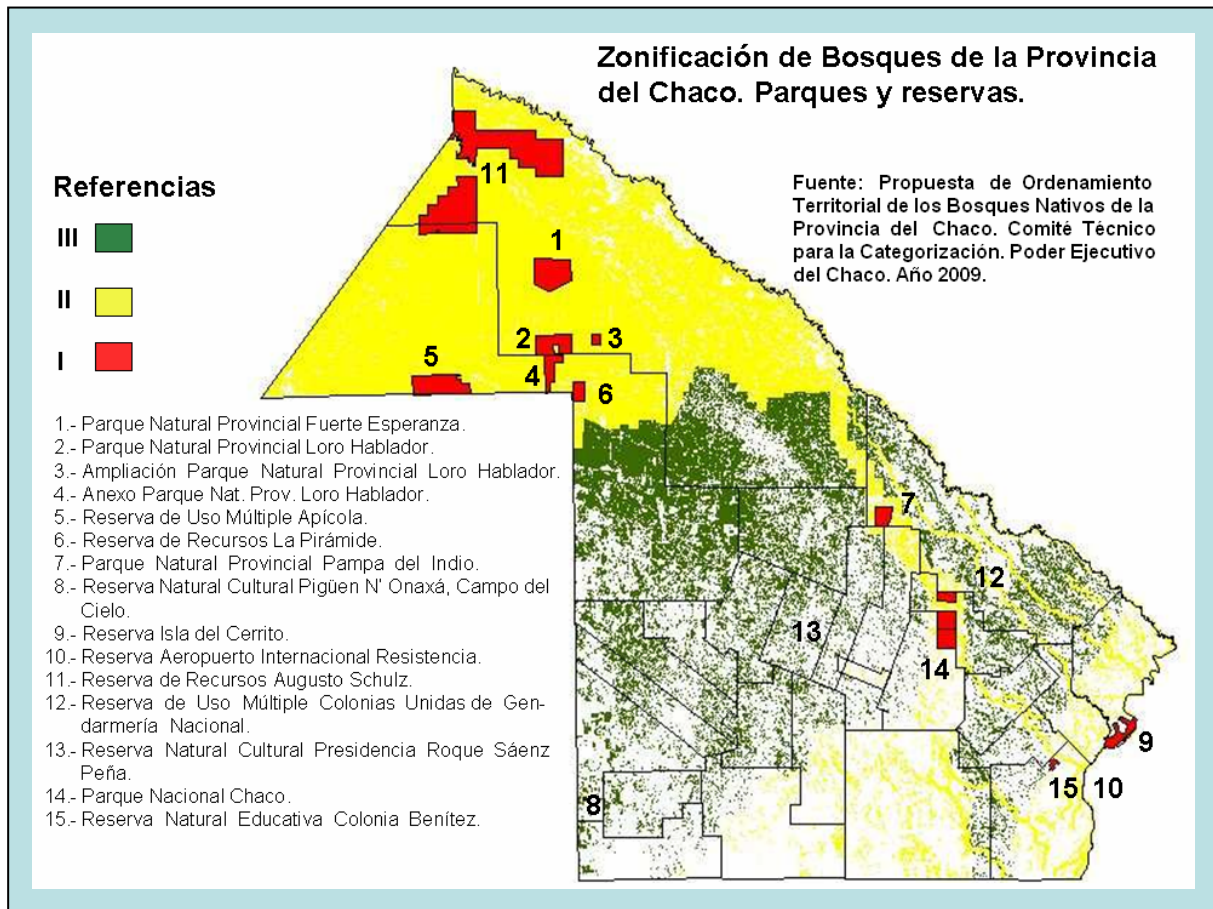 Zonificación de Bosques de la Provincia
del Chaco. Parques y reservas.
Fuente: Propuesta de Ordenamiento
Territorial de los Bosques Nativos de la
Provincia del Chaco. Comité Técnico
para la Categorización. Poder Ejecutivo
del Chaco. Año 2009.
Referencias
III
II
I
1.- Parque Natural Provincial Fuerte Esperanza.
2.- Parque Natural Provincial Loro Hablador.
3.- Ampliación Parque Natural Provincial Loro Hablador.
4.- Anexo Parque Nat. Prov. Loro Hablador.
5.- Reserva de Uso Múltiple Apícola.
6.- Reserva de Recursos La Pirámide.
7.- Parque Natural Provincial Pampa del Indio.
8.- Reserva Natural Cultural Pigüen N' Onaxá, Campo del
Cielo.
9.- Reserva Isla del Cerrito.
10.- Reserva Aeropuerto Internacional Resistencia.
11.- Reserva de Recursos Augusto Schulz.
12.- Reserva de Uso Múltiple Colonias Unidas de Gen-
darmería Nacional.
13.- Reserva Natural Cultural Presidencia Roque Sáenz
Peña.
14.- Parque Nacional Chaco.
15.- Reserva Natural Educativa Colonia Benítez.
11
1
2
3
5
4
6
7
12
13
14
9
15
10
8